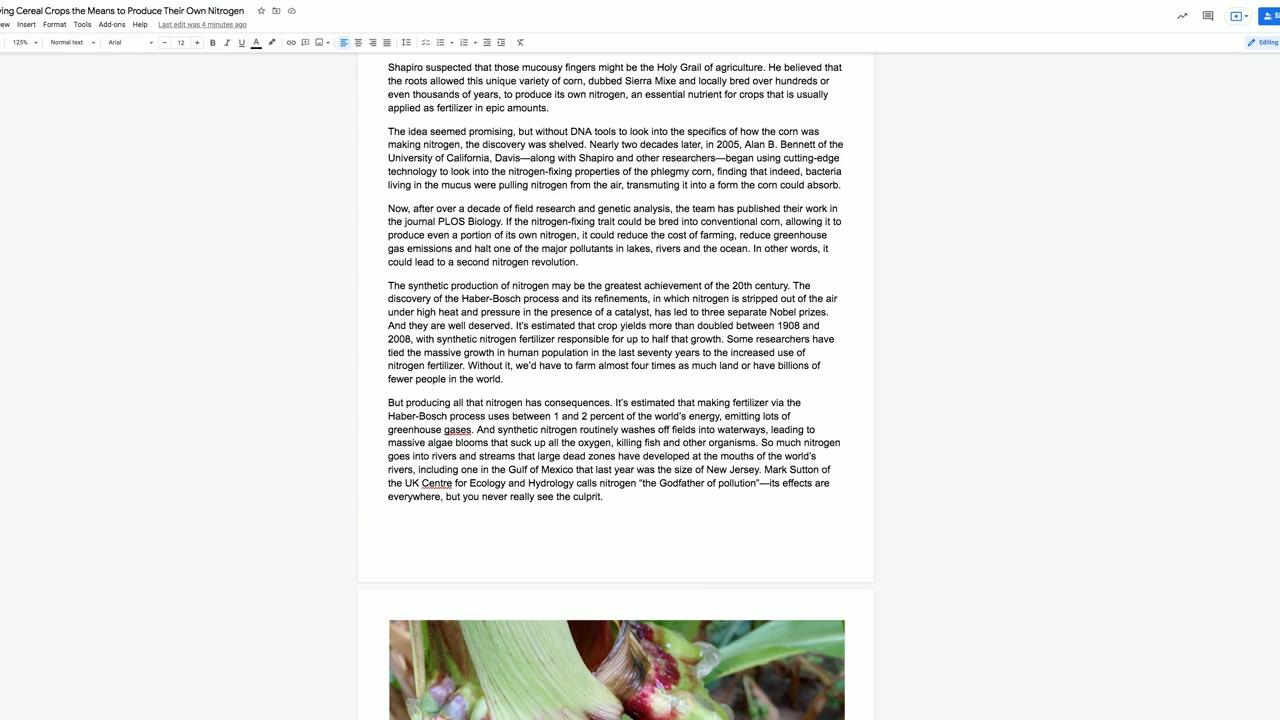 ing Cereal Crops the Means to Produce Their Own Nitrogen
ew Insert Format Tools Add-ons Help Last edit was 4 minutes ago
125% Normal text Arial 12 B I U A Editing
Shapiro suspected that those mucousy fingers might be the Holy Grail of agriculture. He believed that
the roots allowed this unique variety of corn, dubbed Sierra Mixe and locally bred over hundreds or
even thousands of years, to produce its own nitrogen, an essential nutrient for crops that is usually
applied as fertilizer in epic amounts.
The idea seemed promising, but without DNA tools to look into the specifics of how the corn was
making nitrogen, the discovery was shelved. Nearly two decades later, in 2005, Alan B. Bennett of the
University of California, Davis—along with Shapiro and other researchers—began using cutting-edge
technology to look into the nitrogen-fixing properties of the phlegmy corn, finding that indeed, bacteria
living in the mucus were pulling nitrogen from the air, transmuting it into a form the corn could absorb.
Now, after over a decade of field research and genetic analysis, the team has published their work in
the journal PLOS Biology. If the nitrogen-fixing trait could be bred into conventional corn, allowing it to
produce even a portion of its own nitrogen, it could reduce the cost of farming, reduce greenhouse
gas emissions and halt one of the major pollutants in lakes, rivers and the ocean. In other words, it
could lead to a second nitrogen revolution.
The synthetic production of nitrogen may be the greatest achievement of the 20th century. The
discovery of the Haber-Bosch process and its refinements, in which nitrogen is stripped out of the air
under high heat and pressure in the presence of a catalyst, has led to three separate Nobel prizes.
And they are well deserved. It’s estimated that crop yields more than doubled between 1908 and
2008, with synthetic nitrogen fertilizer responsible for up to half that growth. Some researchers have
tied the massive growth in human population in the last seventy years to the increased use of
nitrogen fertilizer. Without it, we’d have to farm almost four times as much land or have billions of
fewer people in the world.
But producing all that nitrogen has consequences. It’s estimated that making fertilizer via the
Haber-Bosch process uses between 1 and 2 percent of the world’s energy, emitting lots of
greenhouse gases. And synthetic nitrogen routinely washes off fields into waterways, leading to
massive algae blooms that suck up all the oxygen, killing fish and other organisms. So much nitrogen
goes into rivers and streams that large dead zones have developed at the mouths of the world’s
rivers, including one in the Gulf of Mexico that last year was the size of New Jersey. Mark Sutton of
the UK Centre for Ecology and Hydrology calls nitrogen “the Godfather of pollution”—its effects are
everywhere, but you never really see the culprit.